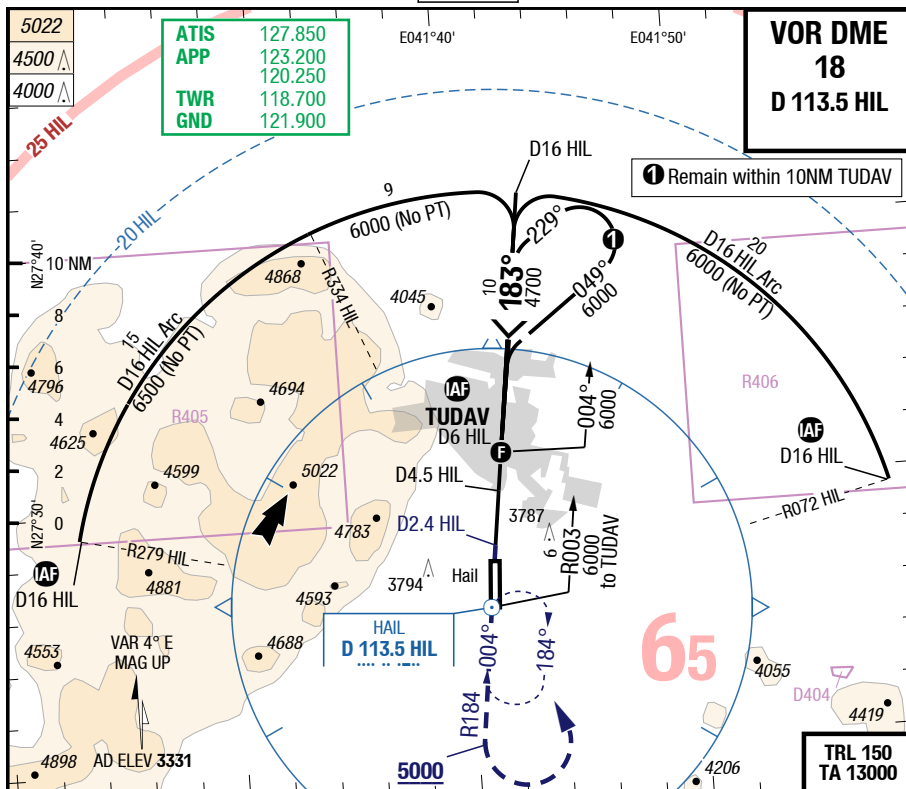 5022
4500
4000
ATIS 127.850
APP 123.200
120.250
TWR 118.700
GND 121.900
E041°40'
E041°50'
VOR DME
18
D 113.5 HIL
1 Remain within 10NM TUDAV
25 HIL
20 HIL
D16 HIL
9
6000 (No PT)
20
D16 HIL Arc
6000 (No PT)
15
D16 HIL Arc
6500 (No PT)
229°
1
049°
6000
10
183°
4700
N27°40'
10 NM
8
6
4
2
0
N27°30'
4868
R334 HIL
4045
4796
4694
R405
R406
4625
4599
5022
4783
IAF
TUDAV
D6 HIL
F
004°
6000
D4.5 HIL
IAF
D16 HIL
R072 HIL
D2.4 HIL
3787
9
R003
6000
to TUDAV
R279 HIL
IAF
D16 HIL
4881
4593
3794
Hail
HAIL
D 113.5 HIL
4553
4688
VAR 4° E
MAG UP
004°
184°
R184
65
4055
D404
4419
AD ELEV 3331
4898
5000
4206
TRL 150
TA 13000